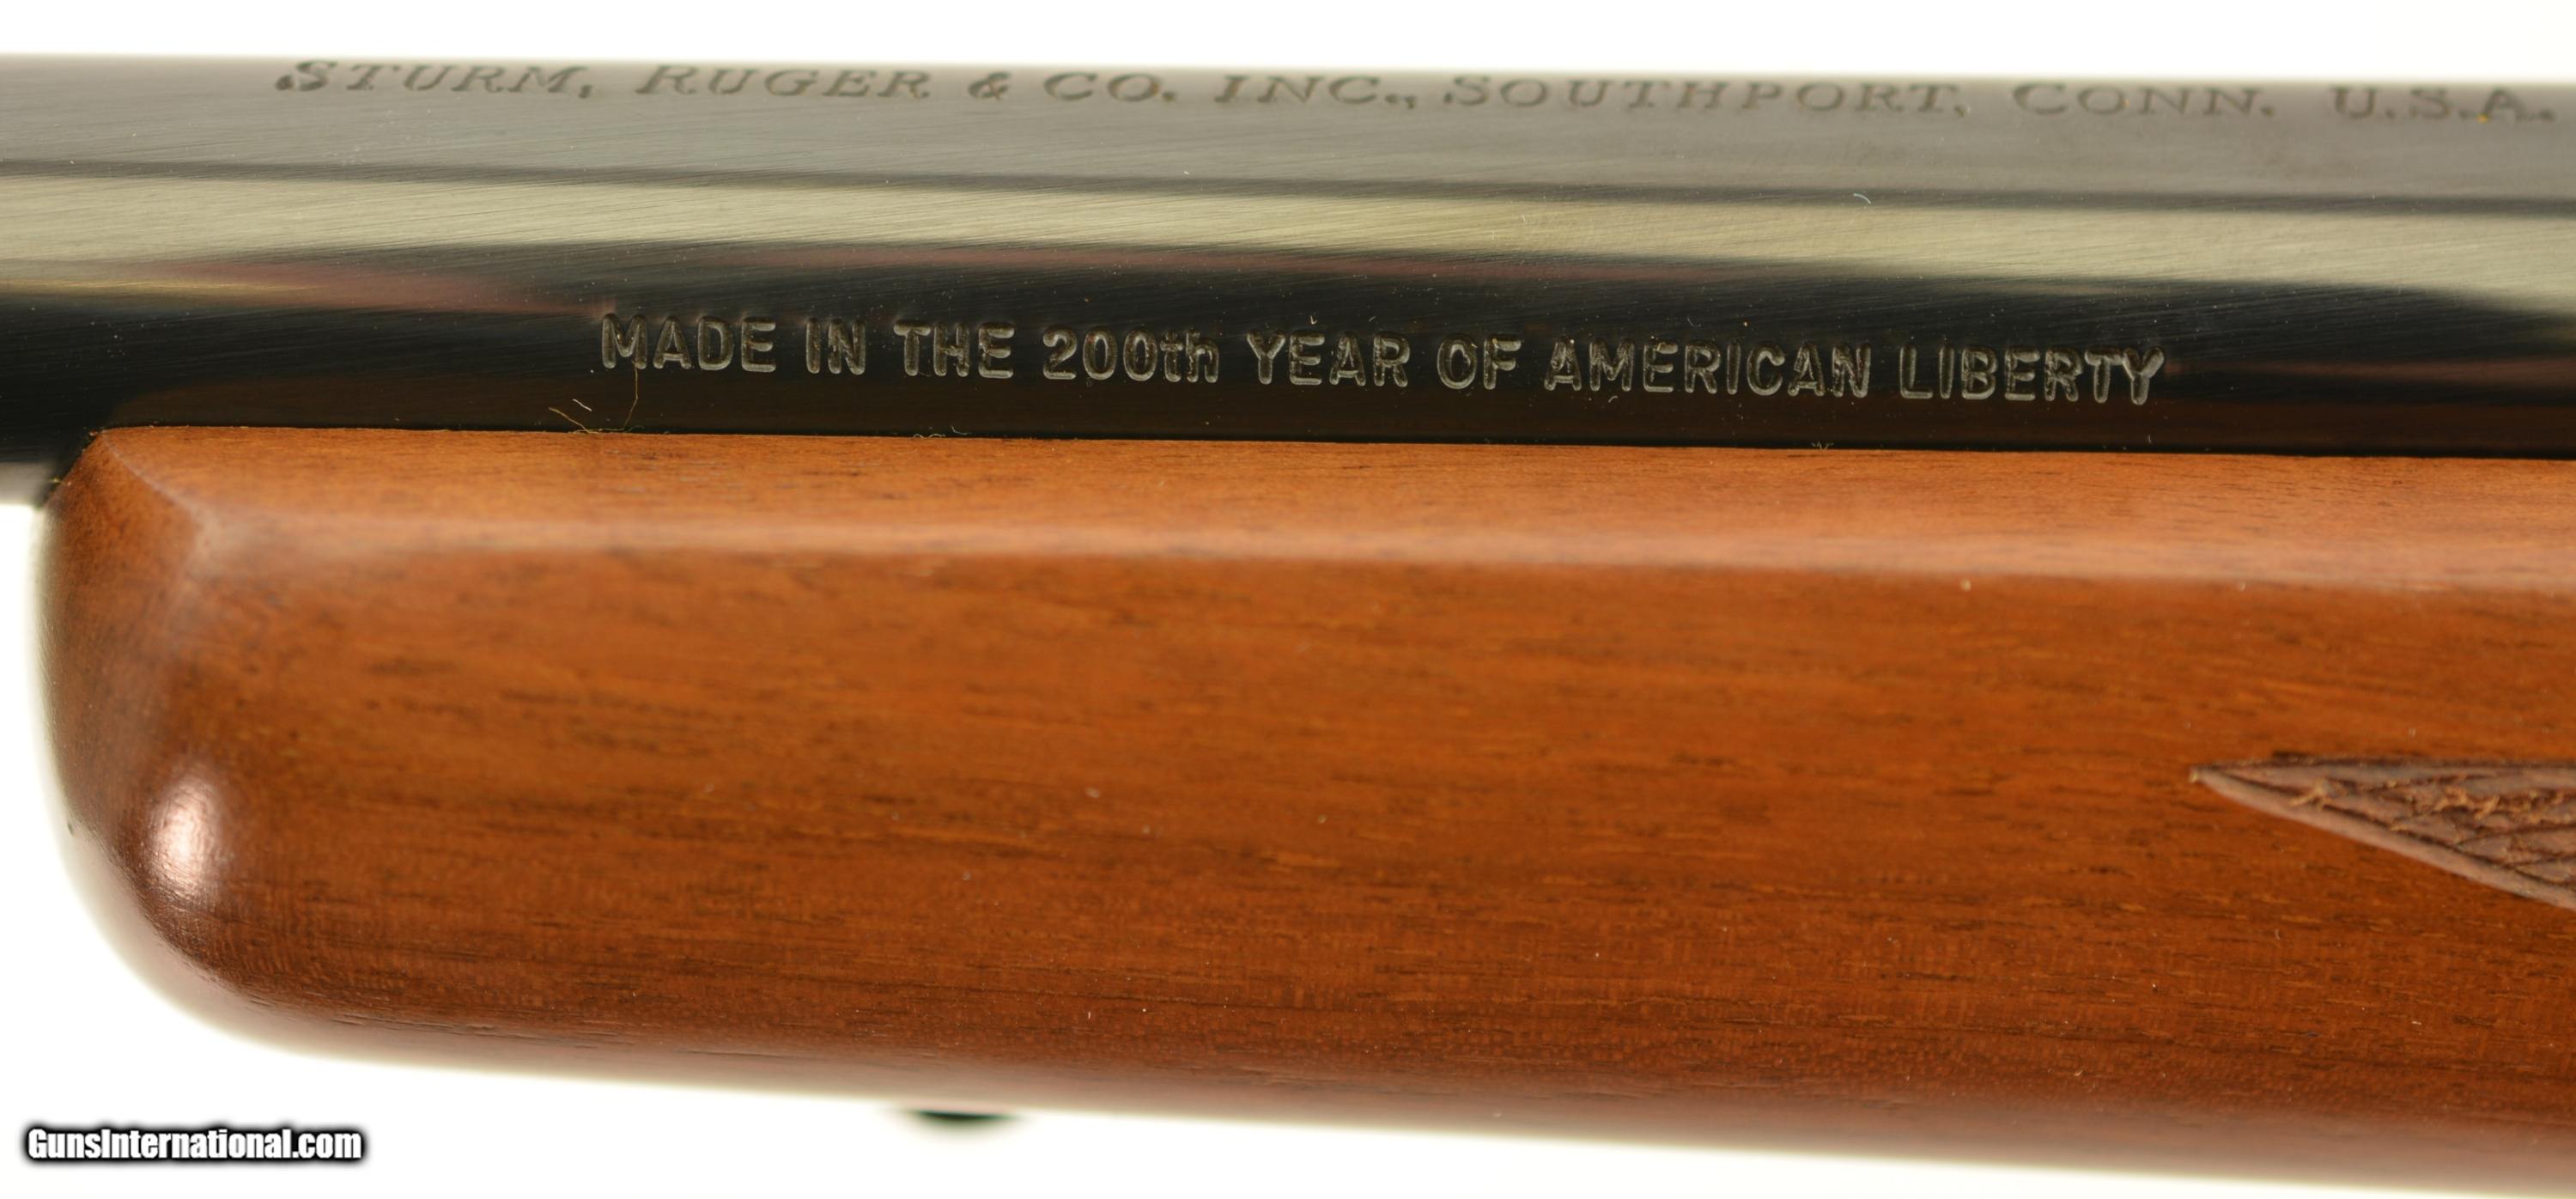 STURM, RUGER & CO. INC., SOUTHPORT, CONN. U.S.A.
MADE IN THE 200th YEAR OF AMERICAN LIBERTY
GunsInternational.com